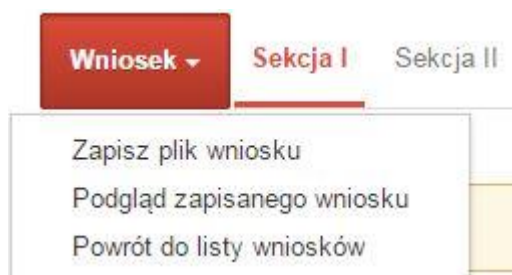 Wniosek Sekcja I Sekcja II
Zapisz plik wniosku
Podgląd zapisanego wniosku
Powrót do listy wniosków